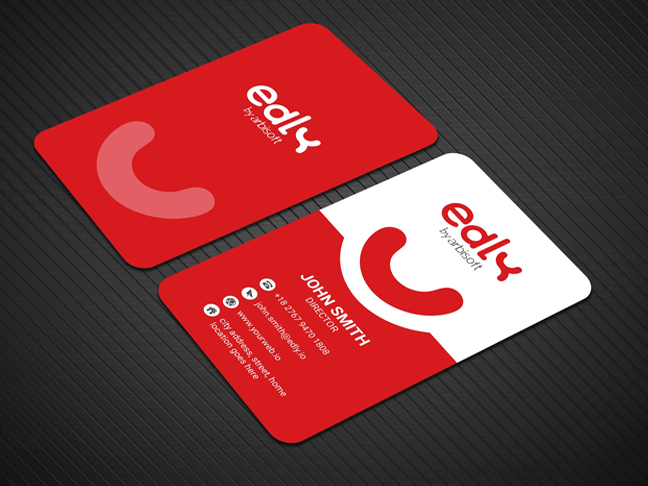 edly
by arbisoft
edly
by arbisoft
JOHN SMITH
DIRECTOR
+18 2767 9470 1808
john.smith@edly.io
www.yourweb.io
city address, street, home
location goes here